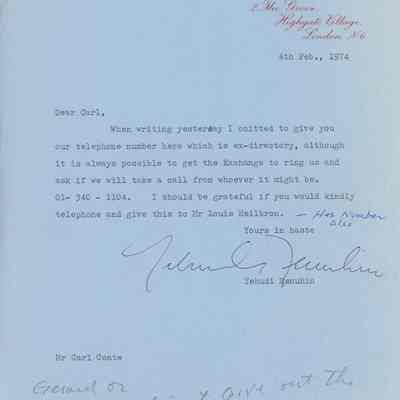 2 The Grove,
Highgate Village,
London N6
4th Feb., 1974
Dear Carl,
When writing yesterday I omitted to give you
our telephone number here which is ex-directory, although
it is always possible to get the Exchange to ring us and
ask if we will take a call from whoever it might be.
01- 340 - 1104. I should be grateful if you would kindly
telephone and give this to Mr Louis Heilbron. — Has Number
Also
Yours in haste
Yehudi Menuhin
Yehudi Menuhin
Mr Carl Conte
Gerard or
give out the